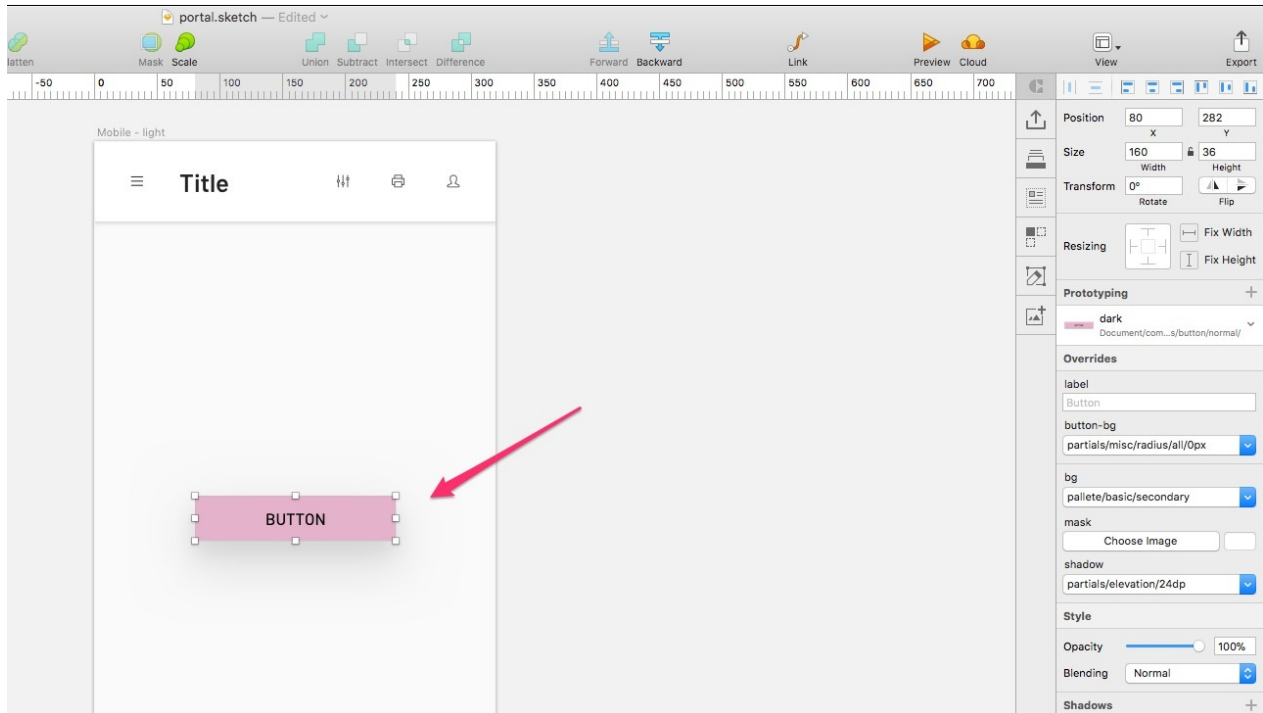 portal.sketch — Edited
latten
Mask Scale
Union Subtract Intersect Difference
Forward Backward
Link
Preview Cloud
View
Export
-50 0 50 100 150 200 250 300 350 400 450 500 550 600 650 700
Mobile - light
Title
BUTTON
Position 80 282
X Y
Size 160 36
Width Height
Transform 0°
Rotate Flip
Resizing
Fix Width
Fix Height
Prototyping
dark
Document/com...s/button/normal/
Overrides
label
Button
button-bg
partials/misc/radius/all/0px
bg
pallete/basic/secondary
mask
Choose Image
shadow
partials/elevation/24dp
Style
Opacity 100%
Blending Normal
Shadows